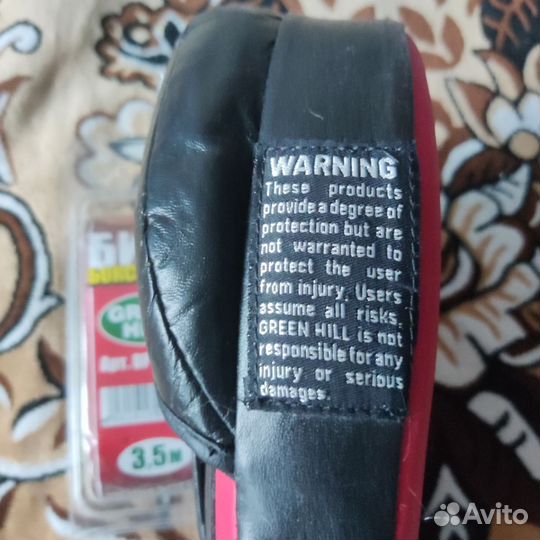 WARNING
These products
provide a degree of
protection but are
not warranted to
protect the user
from injury. Users
assume all risks.
GREEN HILL is not
responsible for any
injury or serious
damages.
3.5м
Avito